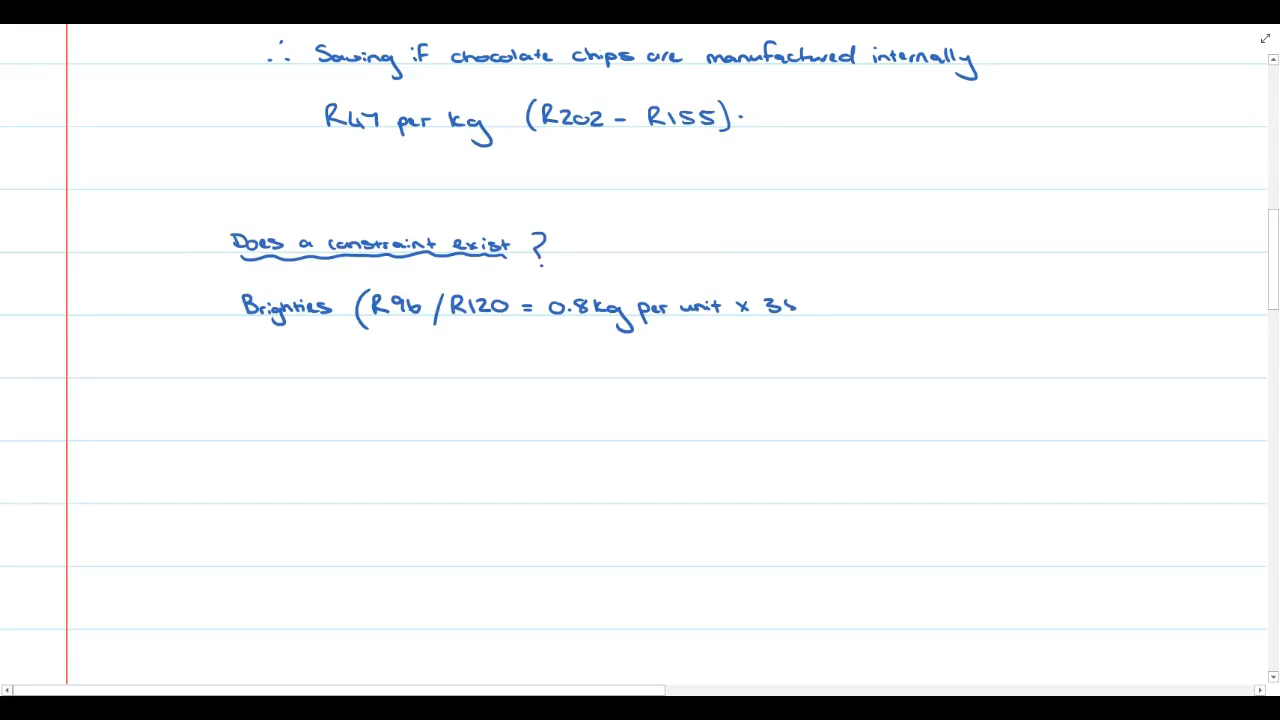 ∴ Saving if chocolate chips are manufactured internally
R47 per kg (R202 - R155).
Does a constraint exist ?
Brighties (R96 / R120 = 0.8kg per unit x